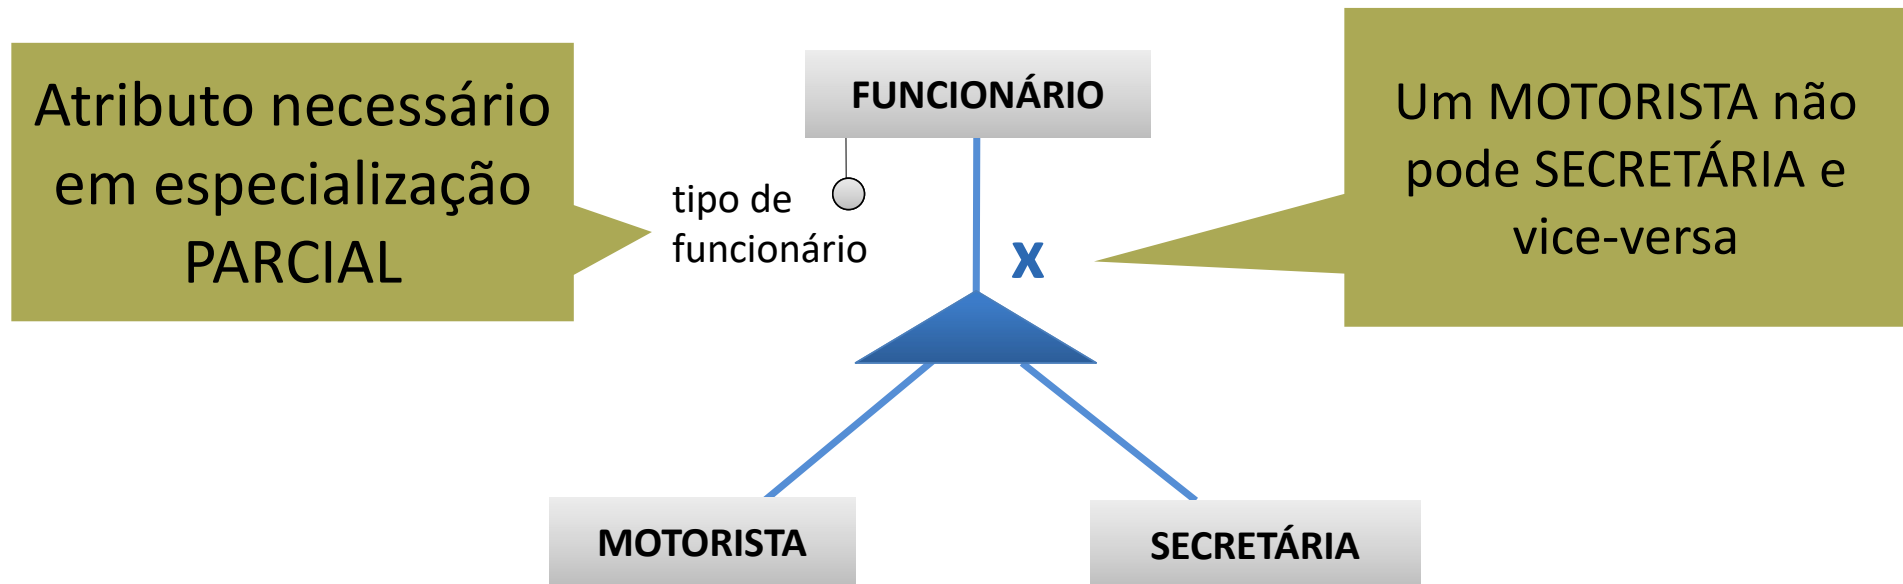 Atributo necessário
em especialização
PARCIAL
FUNCIONÁRIO
tipo de
funcionário
X
Um MOTORISTA não
pode SECRETÁRIA e
vice-versa
MOTORISTA
SECRETÁRIA